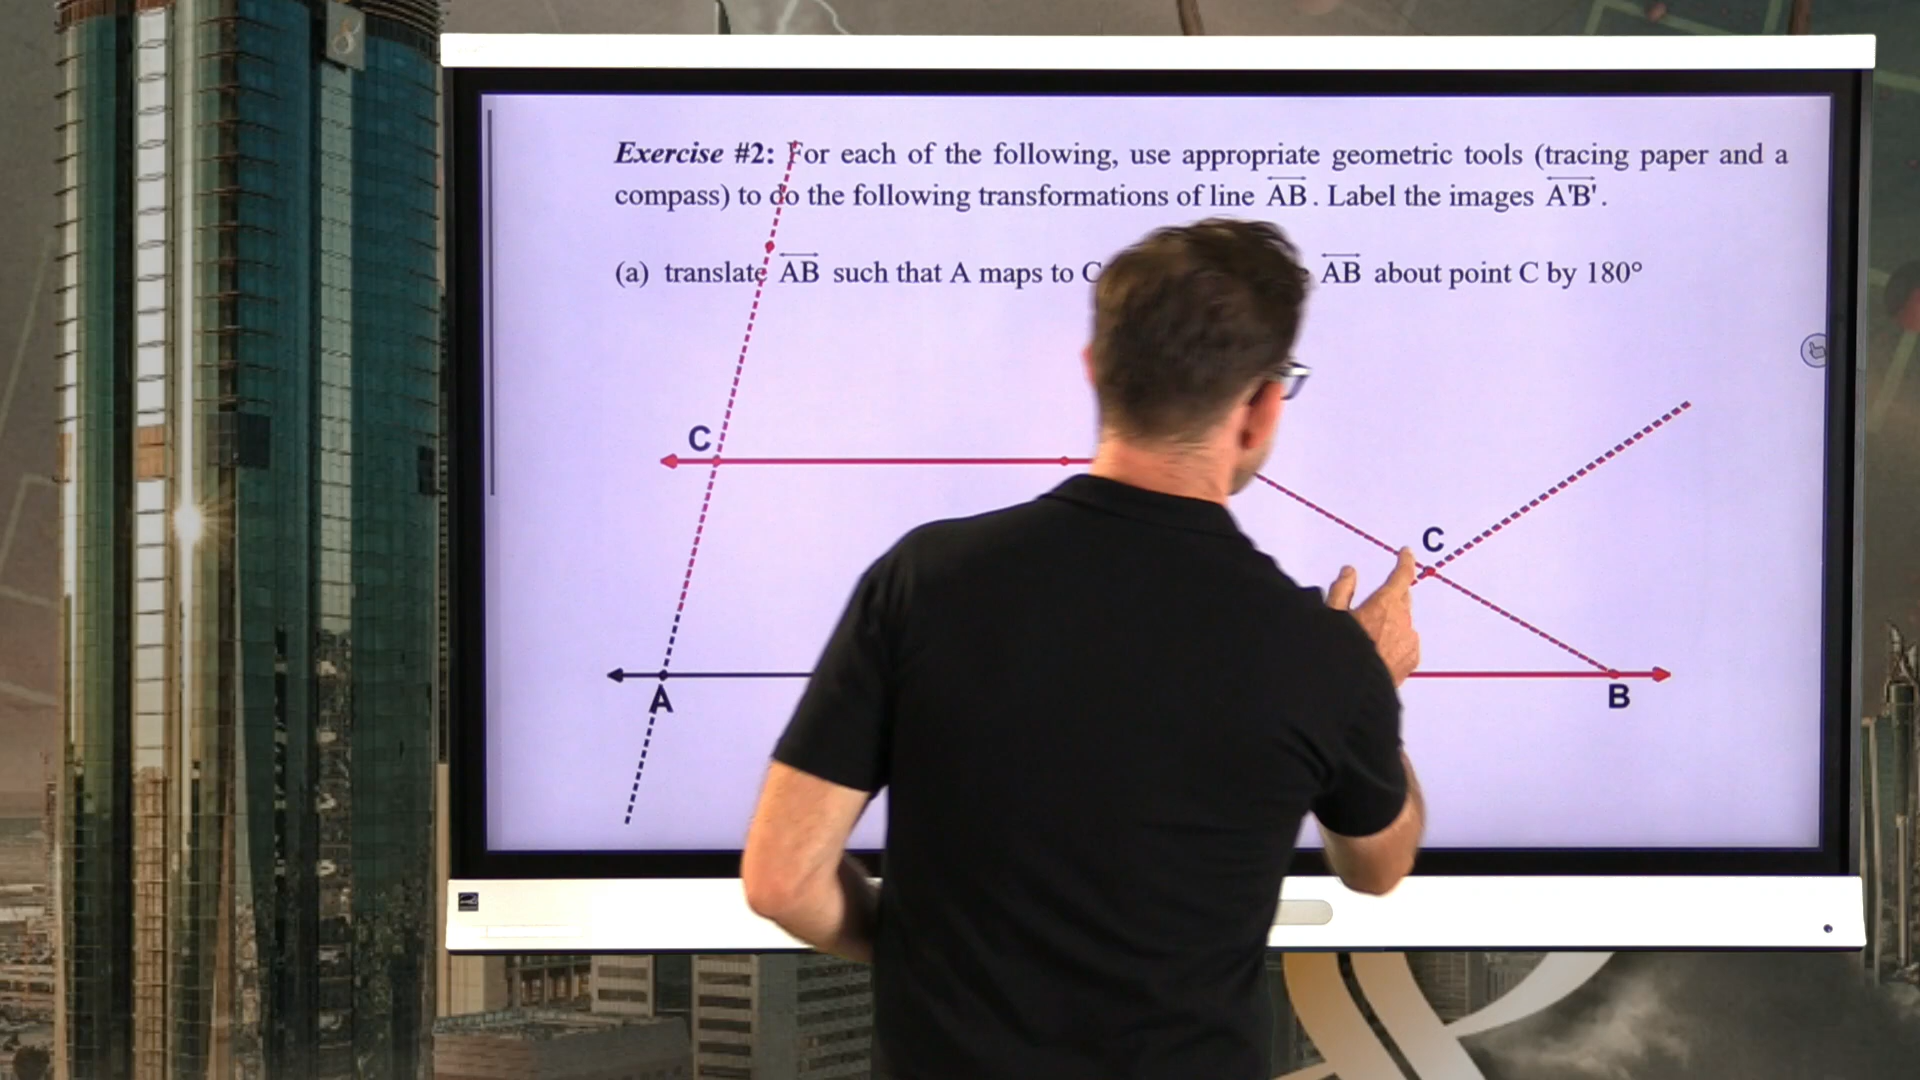 Exercise #2: For each of the following, use appropriate geometric tools (tracing paper and a
compass) to do the following transformations of line AB. Label the images A'B'.
(a) translate AB such that A maps to C AB about point C by 180°
C
C
A
B